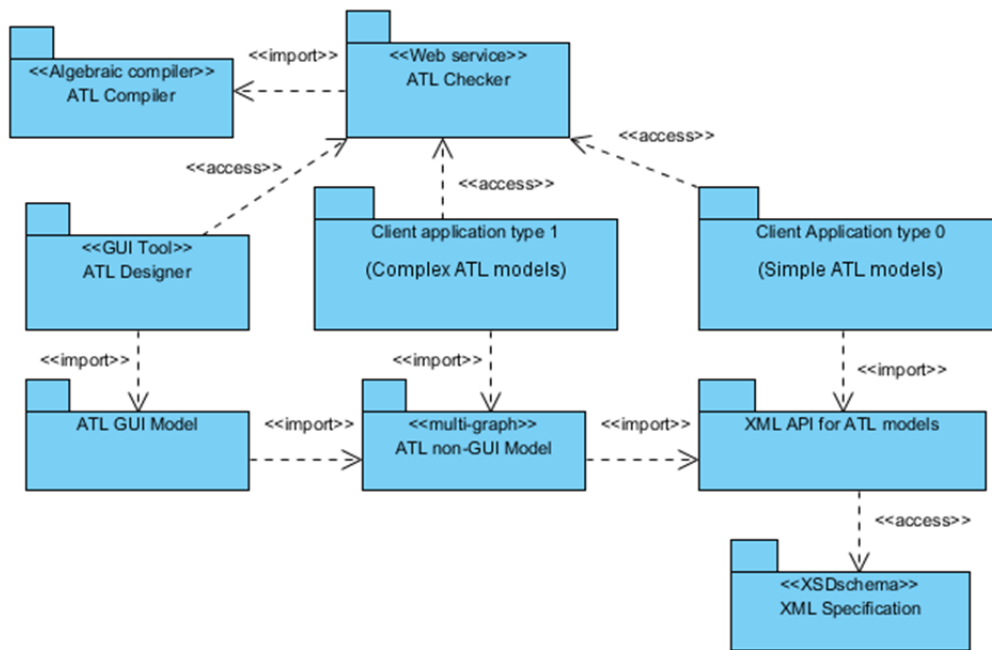 <<import>>
<<Web service>>
ATL Checker
<<Algebraic compiler>>
ATL Compiler
<<access>>
<<access>>
<<access>>
<<GUI Tool>>
ATL Designer
Client application type 1
(Complex ATL models)
Client Application type 0
(Simple ATL models)
<<import>>
<<import>>
<<import>>
ATL GUI Model
<<import>>
<<multi-graph>>
ATL non-GUI Model
<<import>>
XML API for ATL models
<<access>>
<<XSDschema>>
XML Specification